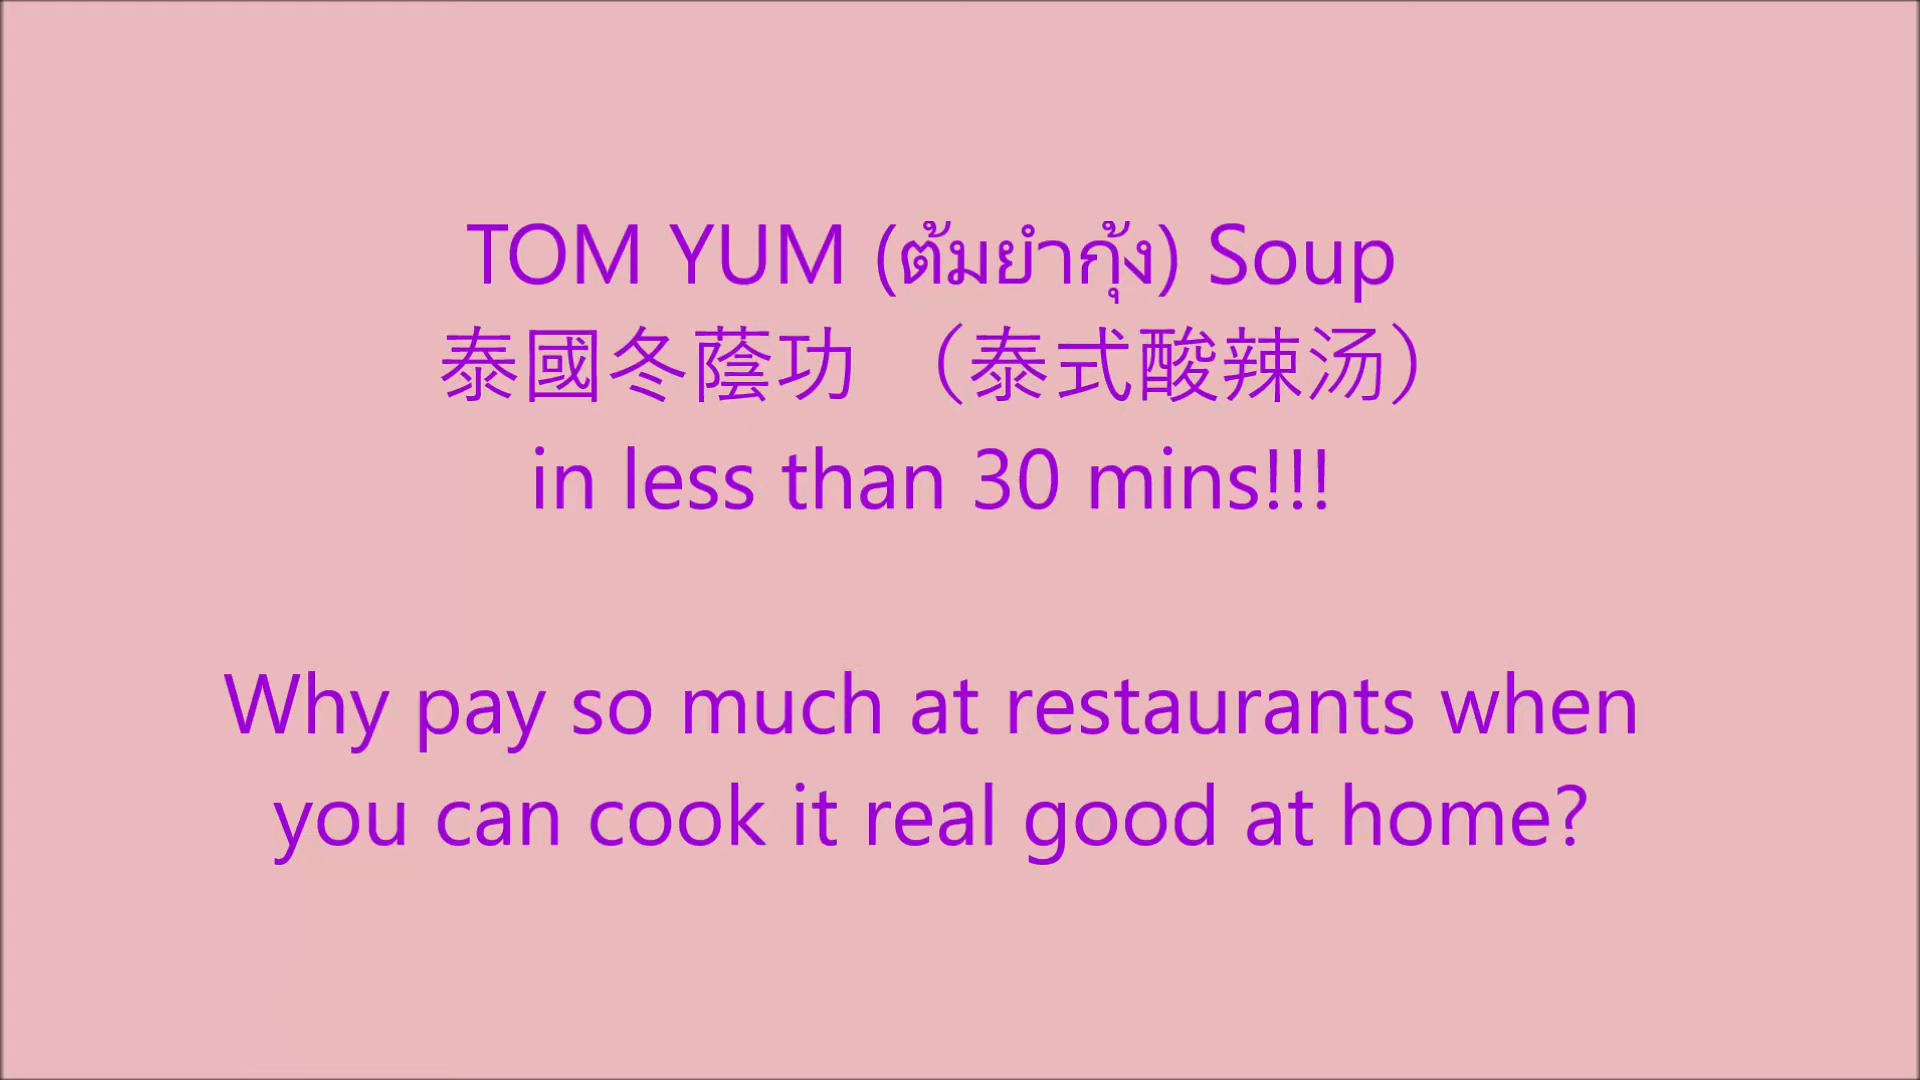 TOM YUM (ต้มยำกุ้ง) Soup
泰國冬蔭功 （泰式酸辣汤）
in less than 30 mins!!!
Why pay so much at restaurants when
you can cook it real good at home?